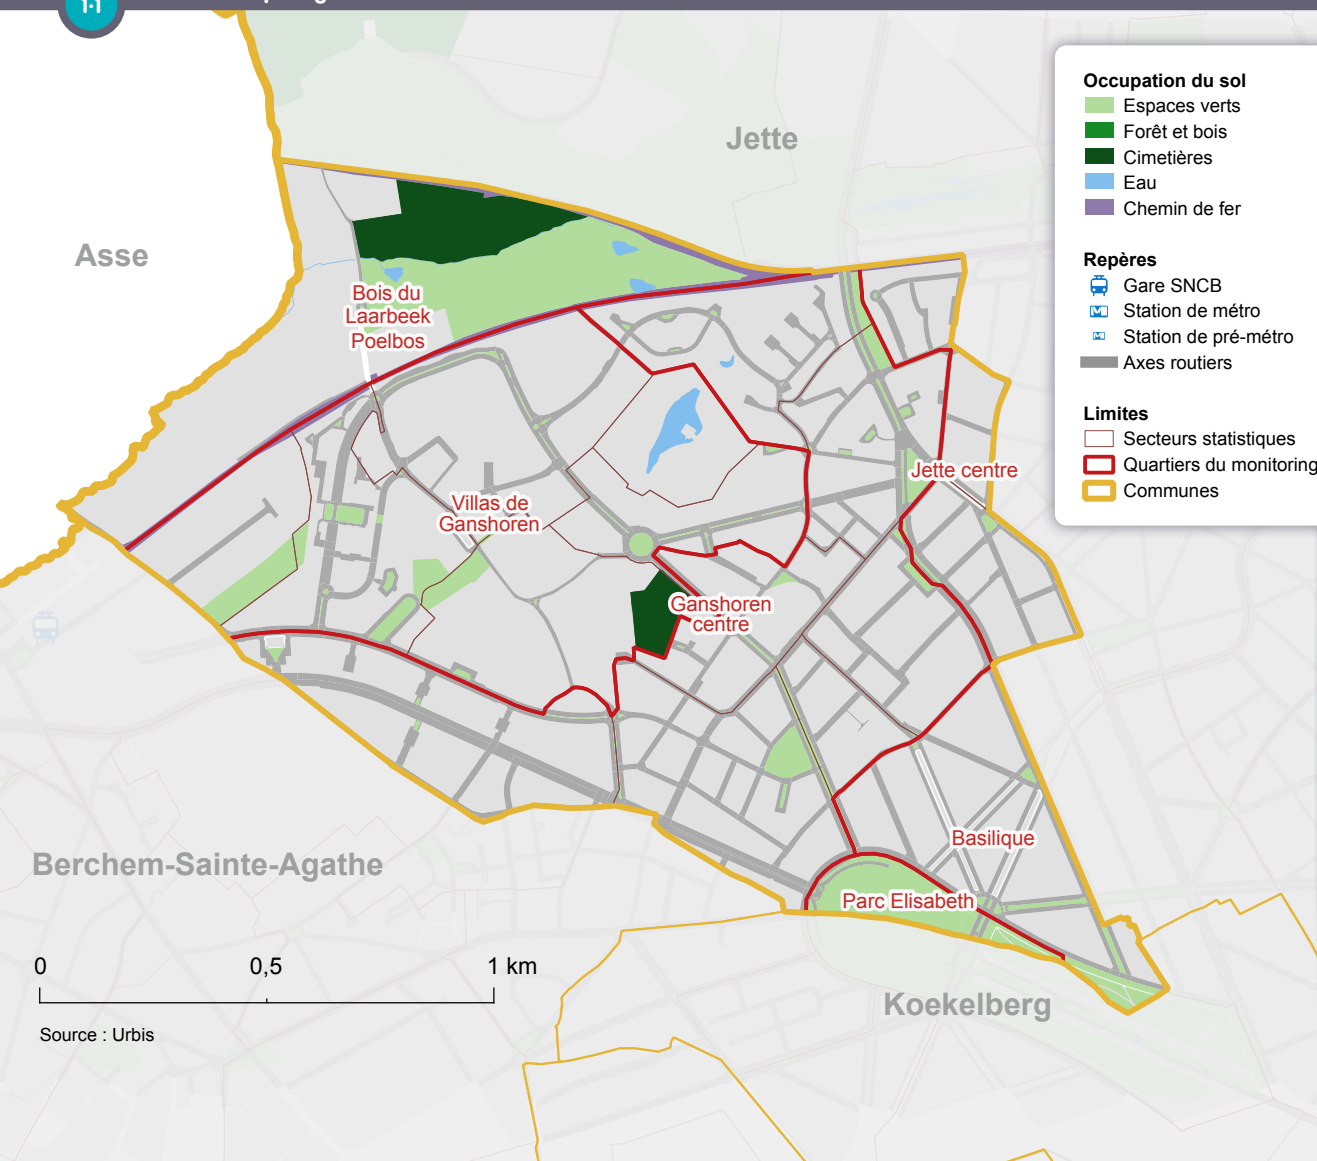 1·1
Jette
Asse
Bois du
Laarbeek
Poelbos
Villas de
Ganshoren
Jette centre
Ganshoren
centre
Basilique
Parc Elisabeth
Berchem-Sainte-Agathe
Koekelberg
Occupation du sol
Espaces verts
Forêt et bois
Cimetières
Eau
Chemin de fer
Repères
Gare SNCB
M Station de métro
M Station de pré-métro
Axes routiers
Limites
Secteurs statistiques
Quartiers du monitoring
Communes
0 0,5 1 km
Source : Urbis